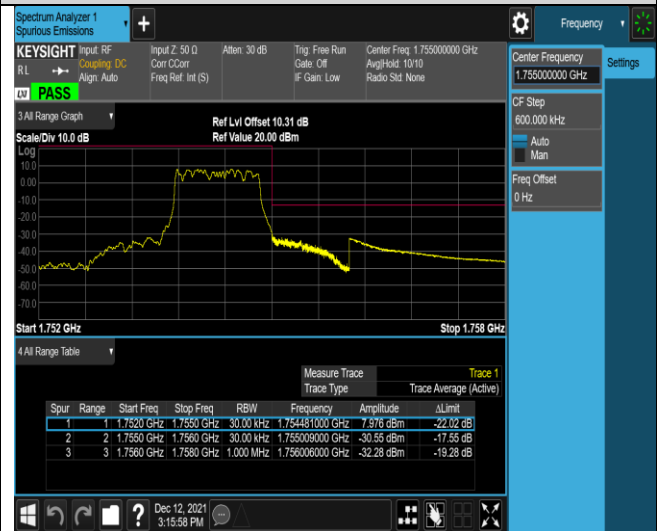 Spectrum Analyzer 1
Spurious Emissions
+
Frequency
KEYSIGHT Input: RF Input Z: 50 Ω Atten: 30 dB Trig: Free Run Center Freq: 1.755000000 GHz
RL Coupling: DC Corr CCorr Gate: Off Avg|Hold: 10/10
Align: Auto Freq Ref: Int (S) IF Gain: Low Radio Std: None
LXI PASS
Center Frequency
1.755000000 GHz
Settings
CF Step
600.000 kHz
Auto
Man
Freq Offset
0 Hz
3 All Range Graph
Ref Lvl Offset 10.31 dB
Scale/Div 10.0 dB Ref Value 20.00 dBm
Log
10.0
0.00
-10.0
-20.0
-30.0
-40.0
-50.0
-60.0
-70.0
Start 1.752 GHz Stop 1.758 GHz
4 All Range Table
Measure Trace Trace 1
Trace Type Trace Average (Active)
Spur Range Start Freq Stop Freq RBW Frequency Amplitude ΔLimit
1 1 1.7520 GHz 1.7550 GHz 30.00 kHz 1.754481000 GHz 7.976 dBm -22.02 dB
2 2 1.7550 GHz 1.7560 GHz 30.00 kHz 1.755009000 GHz -30.55 dBm -17.55 dB
3 3 1.7560 GHz 1.7580 GHz 1.000 MHz 1.756006000 GHz -32.28 dBm -19.28 dB
? Dec 12, 2021
3:15:58 PM